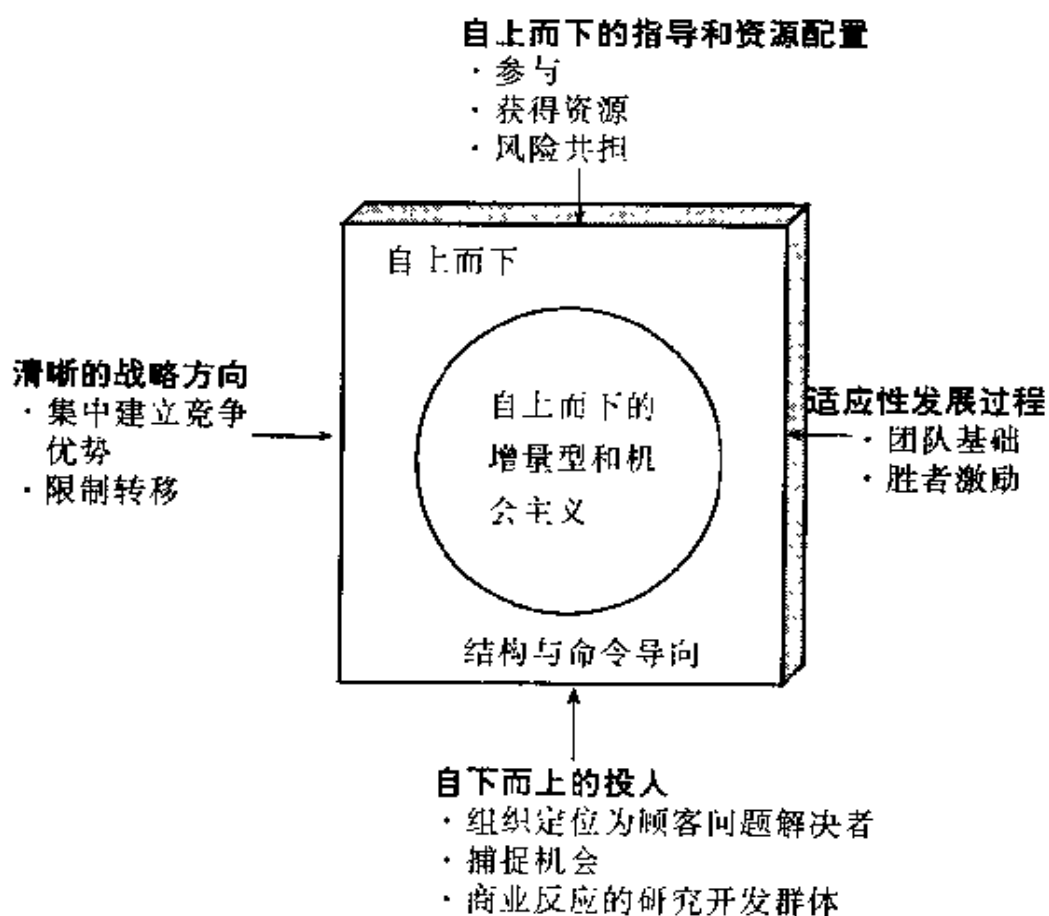 自上而下的指导和资源配置
· 参与
· 获得资源
· 风险共担
自上而下
清晰的战略方向
· 集中建立竞争
优势
· 限制转移
自上而下的
增量型和机
会主义
适应性发展过程
· 团队基础
· 胜者激励
结构与命令导向
自下而上的投人
· 组织定位为顾客问题解决者
· 捕捉机会
· 商业反应的研究开发群体